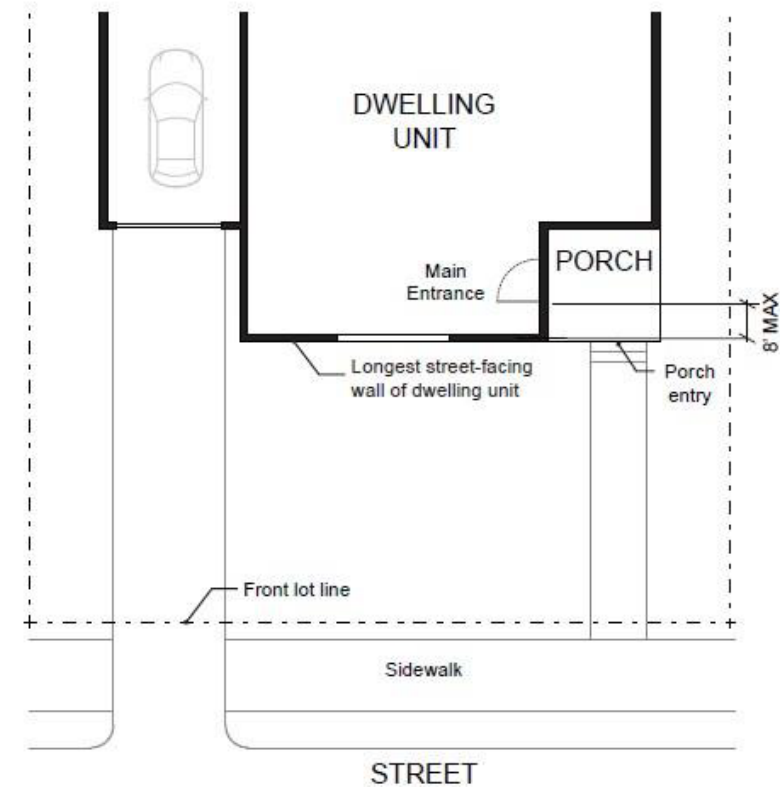 DWELLING
UNIT
Main
Entrance
PORCH
8' MAX
Longest street-facing
wall of dwelling unit
Porch
entry
Front lot line
Sidewalk
STREET